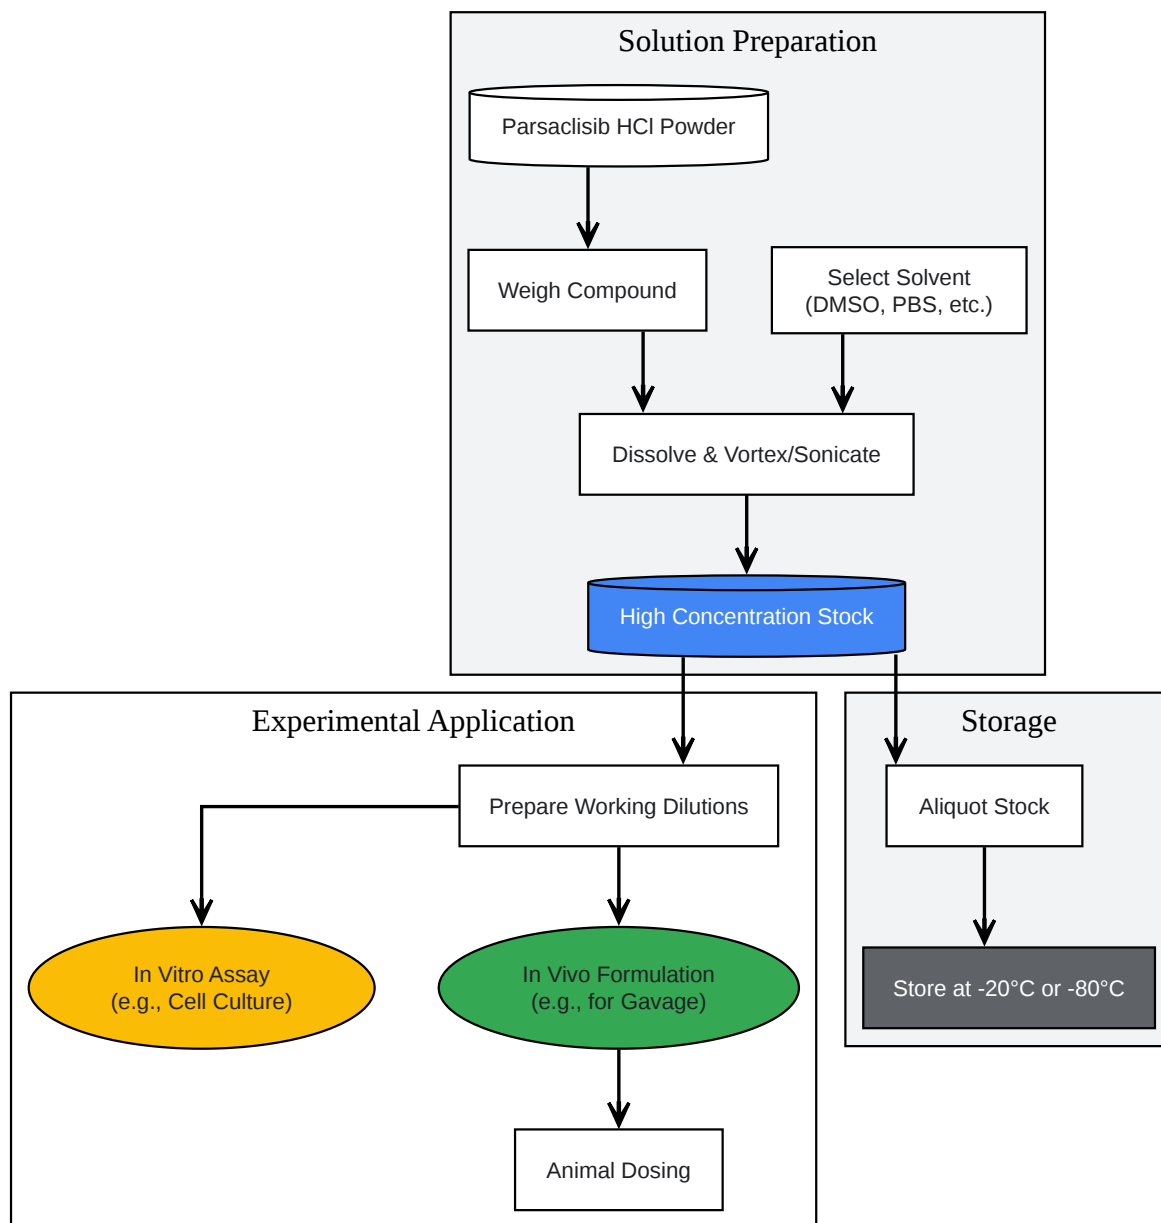 Solution Preparation
Parsaclisib HCl Powder
Weigh Compound
Select Solvent
(DMSO, PBS, etc.)
Dissolve & Vortex/Sonicate
High Concentration Stock
Experimental Application
Prepare Working Dilutions
In Vitro Assay
(e.g., Cell Culture)
In Vivo Formulation
(e.g., for Gavage)
Animal Dosing
Storage
Aliquot Stock
Store at -20°C or -80°C